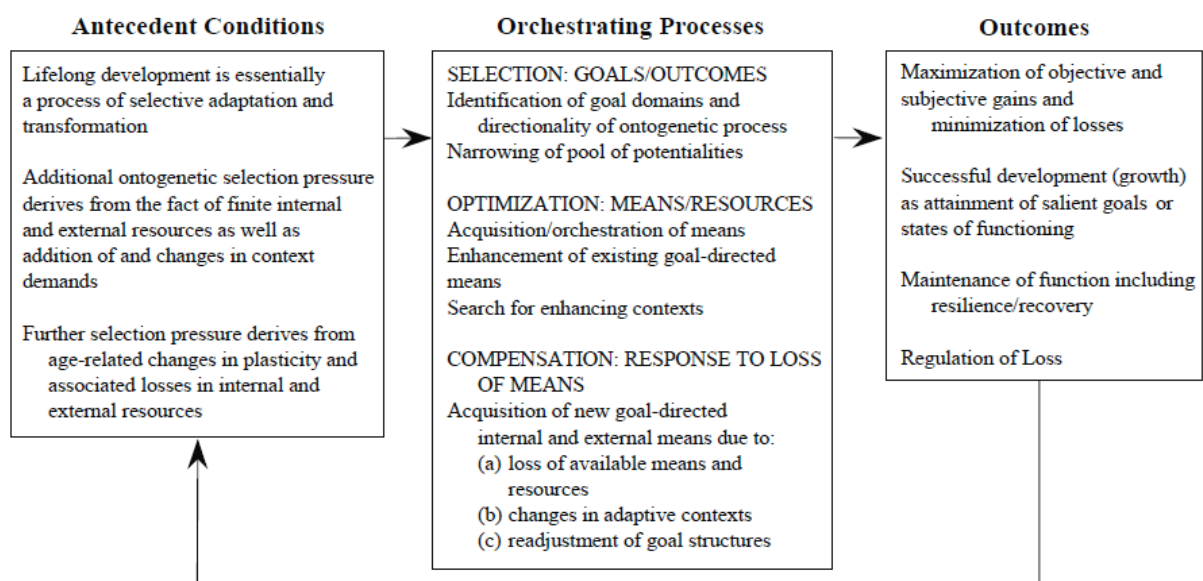 Antecedent Conditions
Lifelong development is essentially
a process of selective adaptation and
transformation
Additional ontogenetic selection pressure
derives from the fact of finite internal
and external resources as well as
addition of and changes in context
demands
Further selection pressure derives from
age-related changes in plasticity and
associated losses in internal and
external resources
Orchestrating Processes
SELECTION: GOALS/OUTCOMES
Identification of goal domains and
directionality of ontogenetic process
Narrowing of pool of potentialities
OPTIMIZATION: MEANS/RESOURCES
Acquisition/orchestration of means
Enhancement of existing goal-directed
means
Search for enhancing contexts
COMPENSATION: RESPONSE TO LOSS
OF MEANS
Acquisition of new goal-directed
internal and external means due to:
(a) loss of available means and
resources
(b) changes in adaptive contexts
(c) readjustment of goal structures
Outcomes
Maximization of objective and
subjective gains and
minimization of losses
Successful development (growth)
as attainment of salient goals or
states of functioning
Maintenance of function including
resilience/recovery
Regulation of Loss